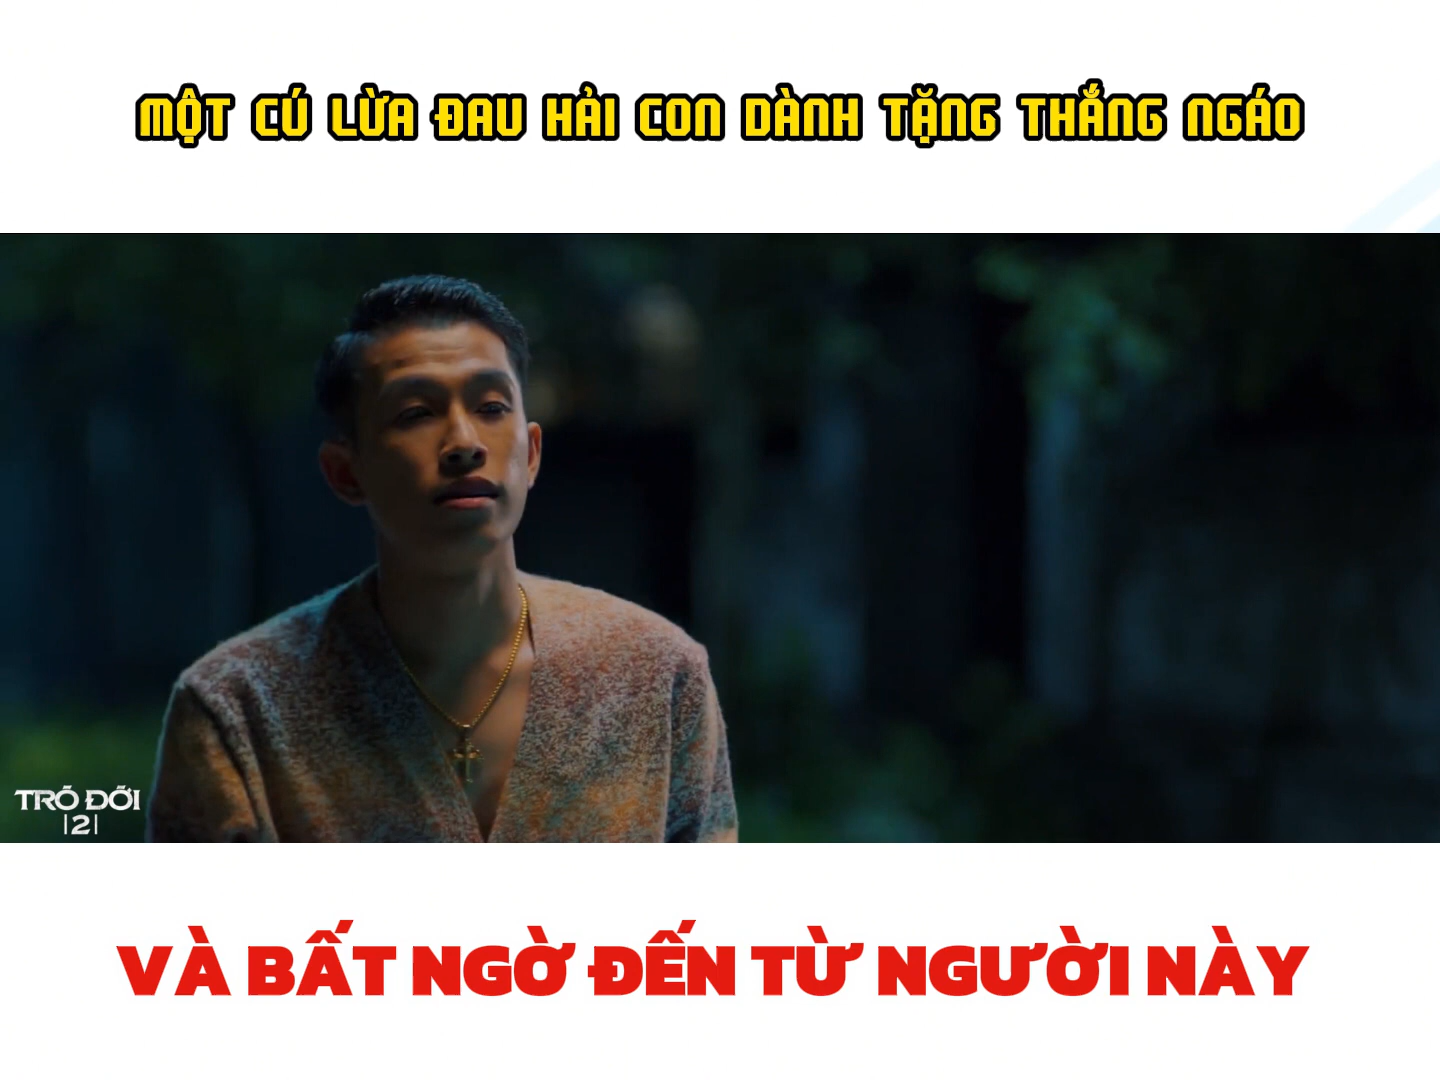 MỘT CÚ LỪA ĐAU HẢI CON DÀNH TẶNG THẮNG NGÁO
TRÒ ĐỜI
|2|
VÀ BẤT NGỜ ĐẾN TỪ NGƯỜI NÀY